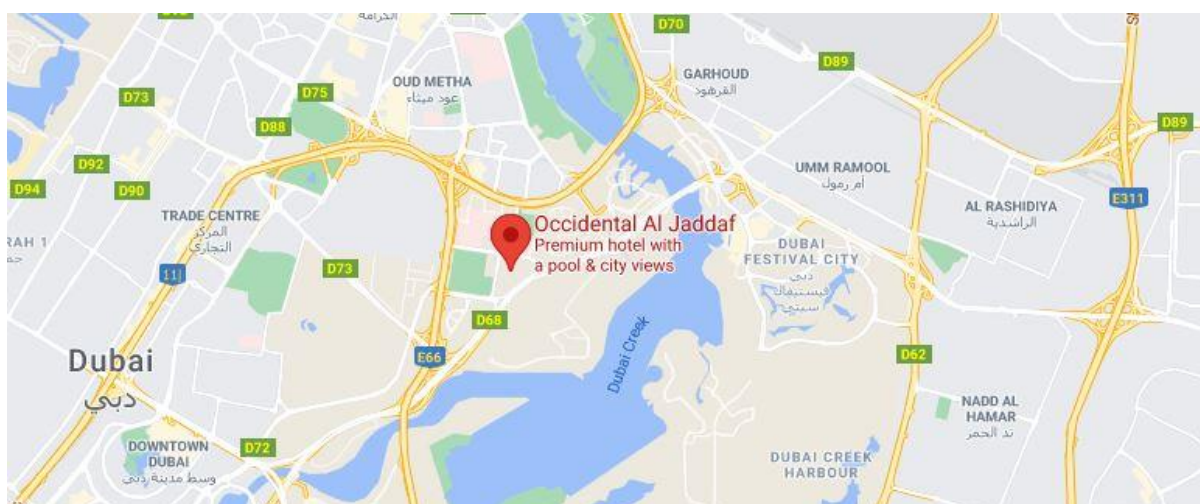 الكرامة
D70
GARHOUD
القرهود
D89
OUD METHA
عود ميثاء
D75
D73
D88
D89
D92
D94
D90
UMM RAMOOL
أم رمول
AL RASHIDIYA
الراشدية
E311
TRADE CENTRE
المركز
التجاري
RAH 1
Occidental Al Jaddaf
Premium hotel with
a pool & city views
DUBAI
FESTIVAL CITY
دبي
فيستيفال
سيتي
11
D73
D68
Dubai Creek
E66
D62
Dubai
دبي
NADD AL
HAMAR
ند الحمر
DOWNTOWN
DUBAI
وسط مدينة دبي
D72
DUBAI CREEK
HARBOUR